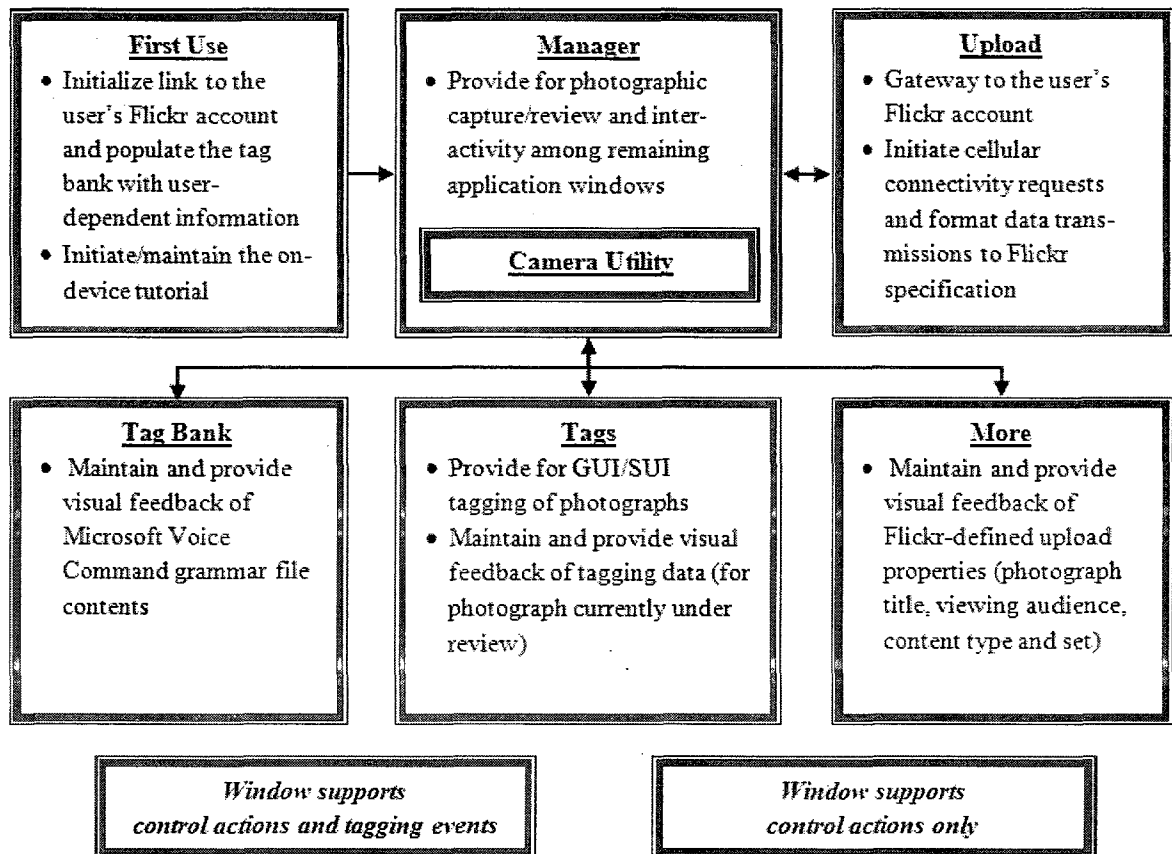 First Use
• Initialize link to the
user's Flickr account
and populate the tag
bank with user-
dependent information
• Initiate/maintain the on-
device tutorial
Manager
• Provide for photographic
capture/review and inter-
activity among remaining
application windows
Camera Utility
Upload
• Gateway to the user's
Flickr account
• Initiate cellular
connectivity requests
and format data trans-
missions to Flickr
specification
Tag Bank
• Maintain and provide
visual feedback of
Microsoft Voice
Command grammar file
contents
Tags
• Provide for GUI/SUI
tagging of photographs
• Maintain and provide visual
feedback of tagging data (for
photograph currently under
review)
More
• Maintain and provide
visual feedback of
Flickr-defined upload
properties (photograph
title, viewing audience,
content type and set)
Window supports
control actions and tagging events
Window supports
control actions only